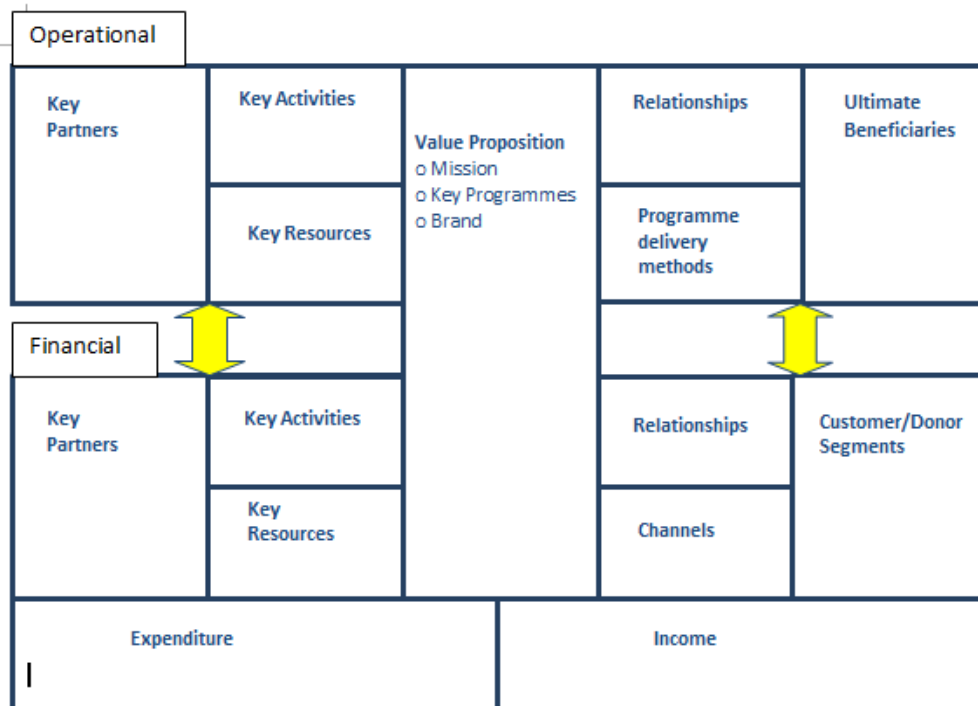 Operational
Key
Partners
Key Activities
Key Resources
Value Proposition
o Mission
o Key Programmes
o Brand
Relationships
Programme
delivery
methods
Ultimate
Beneficiaries
Financial
Key
Partners
Key Activities
Key
Resources
Relationships
Channels
Customer/Donor
Segments
Expenditure
Income